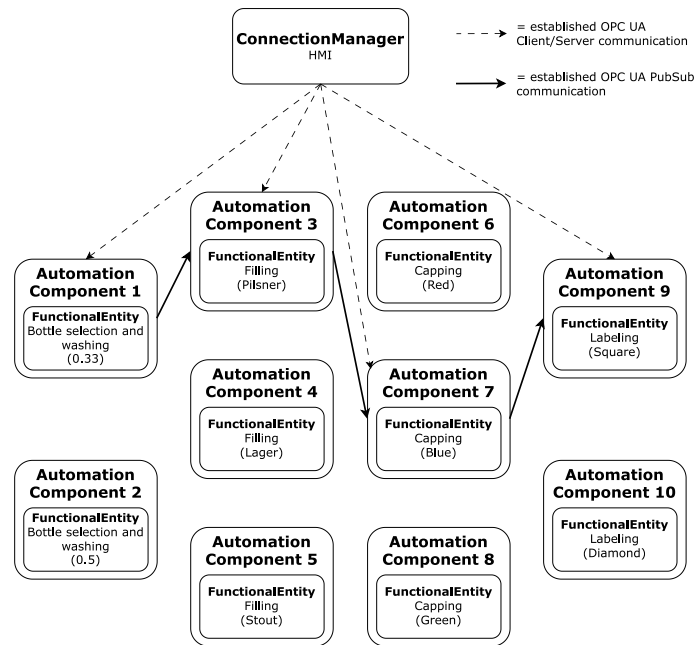 ConnectionManager
HMI
= established OPC UA
Client/Server communication
= established OPC UA PubSub
communication
Automation
Component 1
FunctionalEntity
Bottle selection and
washing
(0.33)
Automation
Component 2
FunctionalEntity
Bottle selection and
washing
(0.5)
Automation
Component 3
FunctionalEntity
Filling
(Pilsner)
Automation
Component 4
FunctionalEntity
Filling
(Lager)
Automation
Component 5
FunctionalEntity
Filling
(Stout)
Automation
Component 6
FunctionalEntity
Capping
(Red)
Automation
Component 7
FunctionalEntity
Capping
(Blue)
Automation
Component 8
FunctionalEntity
Capping
(Green)
Automation
Component 9
FunctionalEntity
Labeling
(Square)
Automation
Component 10
FunctionalEntity
Labeling
(Diamond)